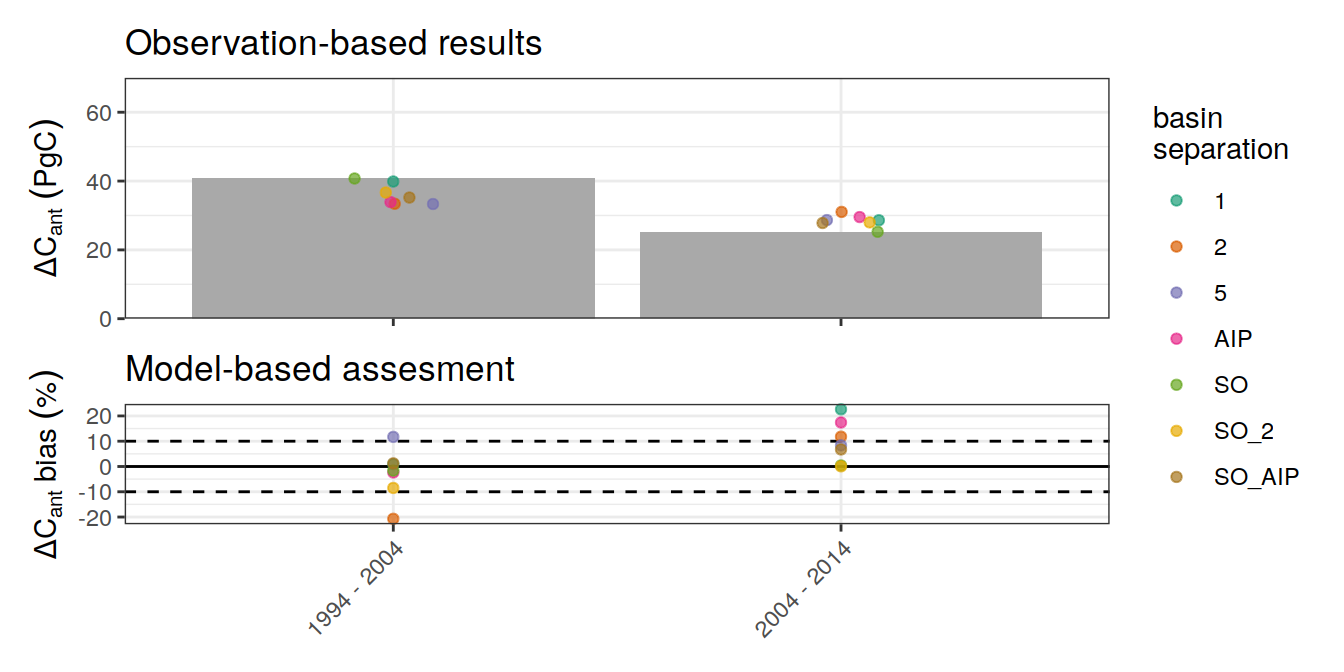 Observation-based results
ΔCant (PgC)
60
40
20
0
Model-based assesment
ΔCant bias (%)
20
10
0
-10
-20
1994 - 2004
2004 - 2014
basin
separation
1
2
5
AIP
SO
SO_2
SO_AIP